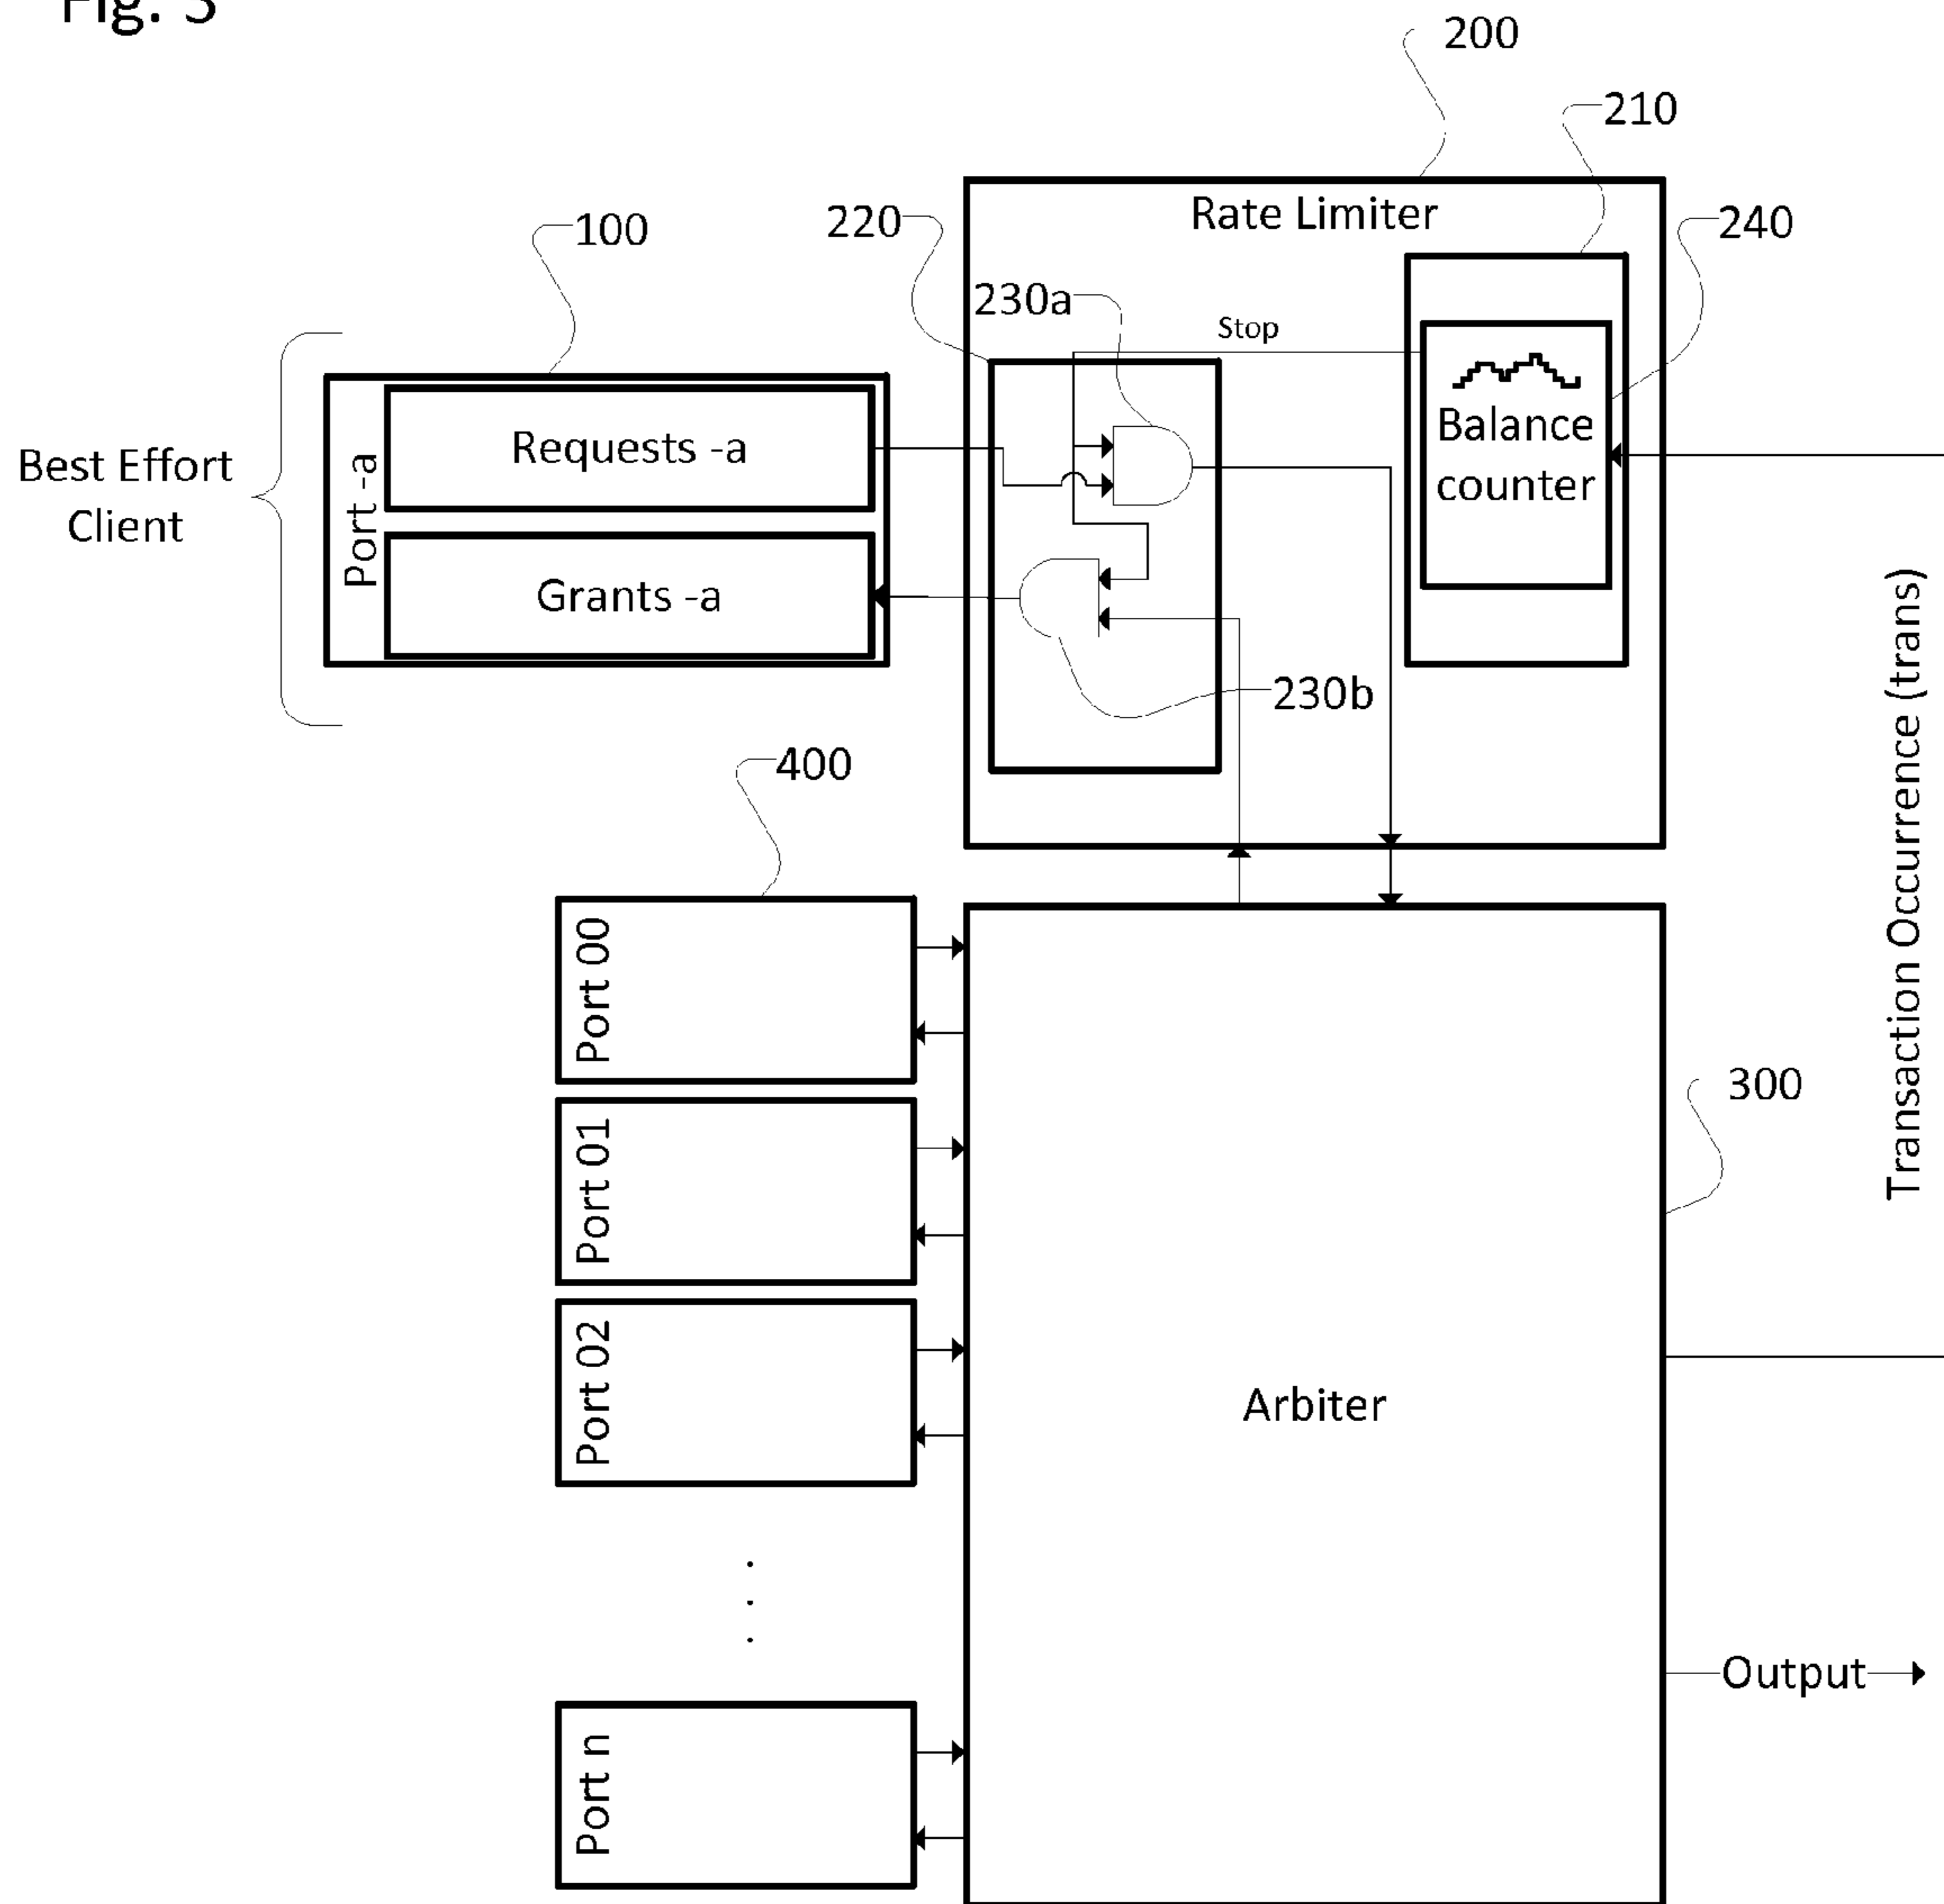 Fig. 3
200
210
Rate Limiter
220
240
100
230a
Stop
Requests -a
Balance
counter
Best Effort
Client
Port -a
Grants -a
230b
Transaction Occurrence (trans)
400
Port 00
300
Port 01
Port 02
Arbiter
Output
Port n